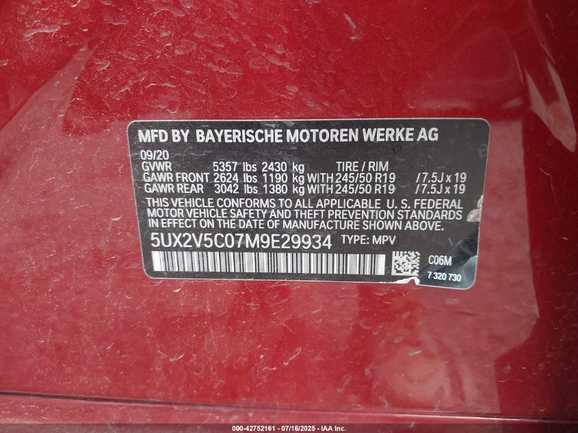 MFD BY BAYERISCHE MOTOREN WERKE AG
09/20
GVWR 5357 lbs 2430 kg TIRE / RIM
GAWR FRONT 2624 lbs 1190 kg WITH 245/50 R19 / 7.5J x 19
GAWR REAR 3042 lbs 1380 kg WITH 245/50 R19 / 7.5J x 19
THIS VEHICLE CONFORMS TO ALL APPLICABLE U. S. FEDERAL
MOTOR VEHICLE SAFETY AND THEFT PREVENTION STANDARDS
IN EFFECT ON THE DATE OF MANUFACTURE SHOWN ABOVE.
5UX2V5C07M9E29934 TYPE: MPV
C06M
7 320 730
000-42752161 - 07/16/2025 - IAA Inc.